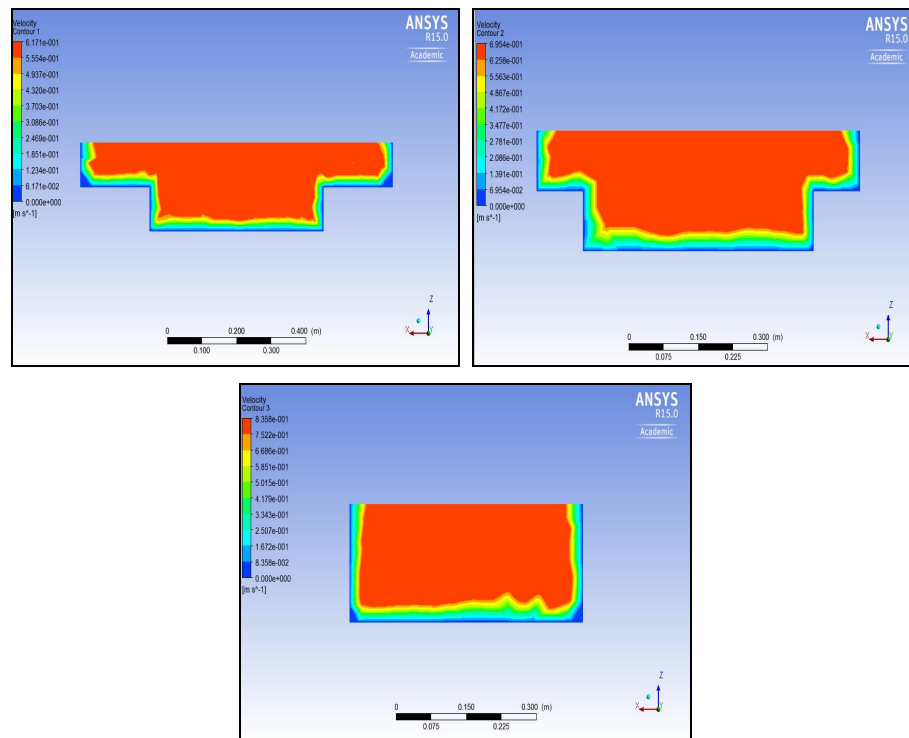 Velocity
Contour 1
6.171e-001
5.554e-001
4.937e-001
4.320e-001
3.703e-001
3.086e-001
2.469e-001
1.851e-001
1.234e-001
6.171e-002
0.000e+000
[m s^-1]
ANSYS
R15.0
Academic
0 0.200 0.400 (m)
0.100 0.300
Z
X Y
Velocity
Contour 2
6.954e-001
6.258e-001
5.563e-001
4.867e-001
4.172e-001
3.477e-001
2.781e-001
2.086e-001
1.391e-001
6.954e-002
0.000e+000
[m s^-1]
ANSYS
R15.0
Academic
0 0.150 0.300 (m)
0.075 0.225
Z
X Y
Velocity
Contour 3
8.358e-001
7.522e-001
6.686e-001
5.851e-001
5.015e-001
4.179e-001
3.343e-001
2.507e-001
1.672e-001
8.358e-002
0.000e+000
[m s^-1]
ANSYS
R15.0
Academic
0 0.150 0.300 (m)
0.075 0.225
Z
X Y